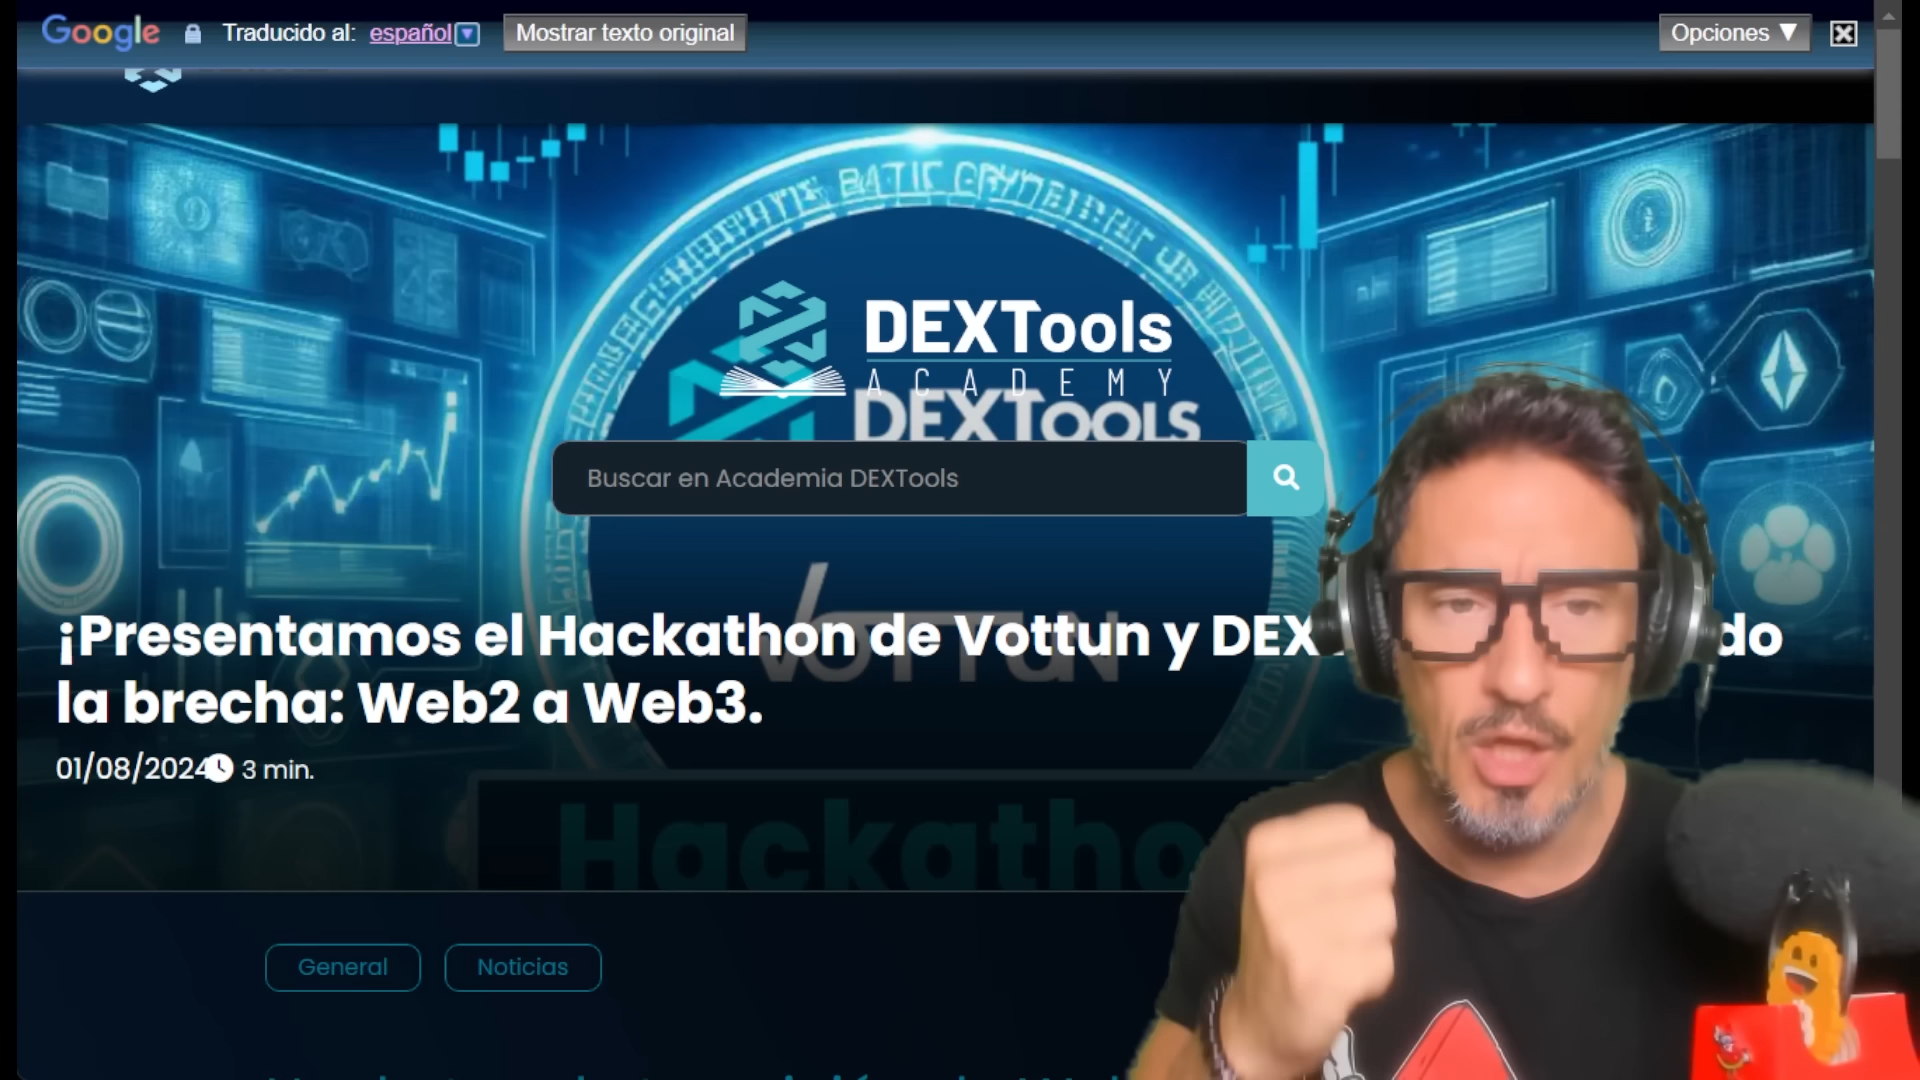 Google
Traducido al: español
Mostrar texto original
Opciones ▼
DEXTools
ACADEMY
DEXTools
Buscar en Academia DEXTools
VOTTUN
¡Presentamos el Hackathon de Vottun y DEX do
la brecha: Web2 a Web3.
01/08/2024 3 min.
General
Noticias